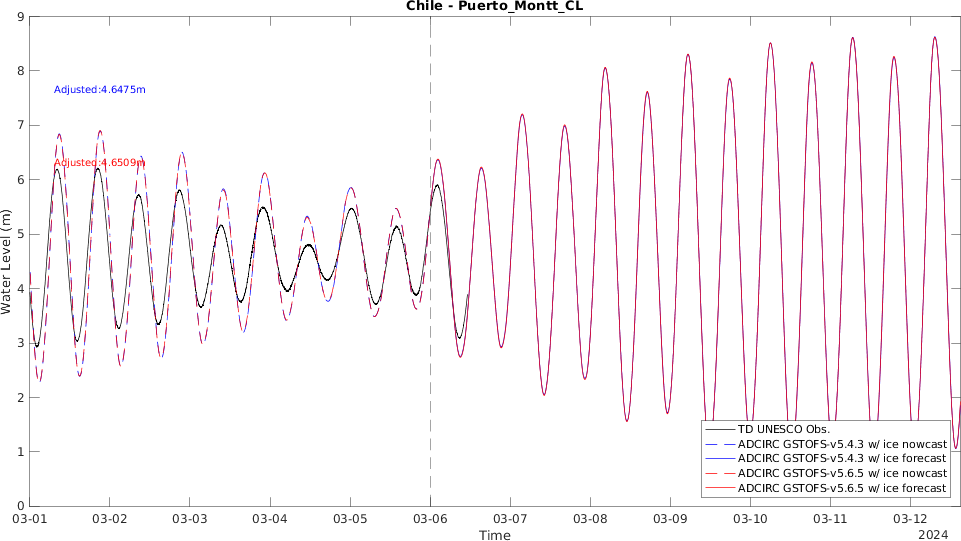 Chile - Puerto_Montt_CL
9
8
7
6
5
4
3
2
1
0
Water Level (m)
Adjusted:4.6475m
Adjusted:4.6509m
TD UNESCO Obs.
ADCIRC GSTOFS-v5.4.3 w/ ice nowcast
ADCIRC GSTOFS-v5.4.3 w/ ice forecast
ADCIRC GSTOFS-v5.6.5 w/ ice nowcast
ADCIRC GSTOFS-v5.6.5 w/ ice forecast
03-01 03-02 03-03 03-04 03-05 03-06 03-07 03-08 03-09 03-10 03-11 03-12
Time
2024